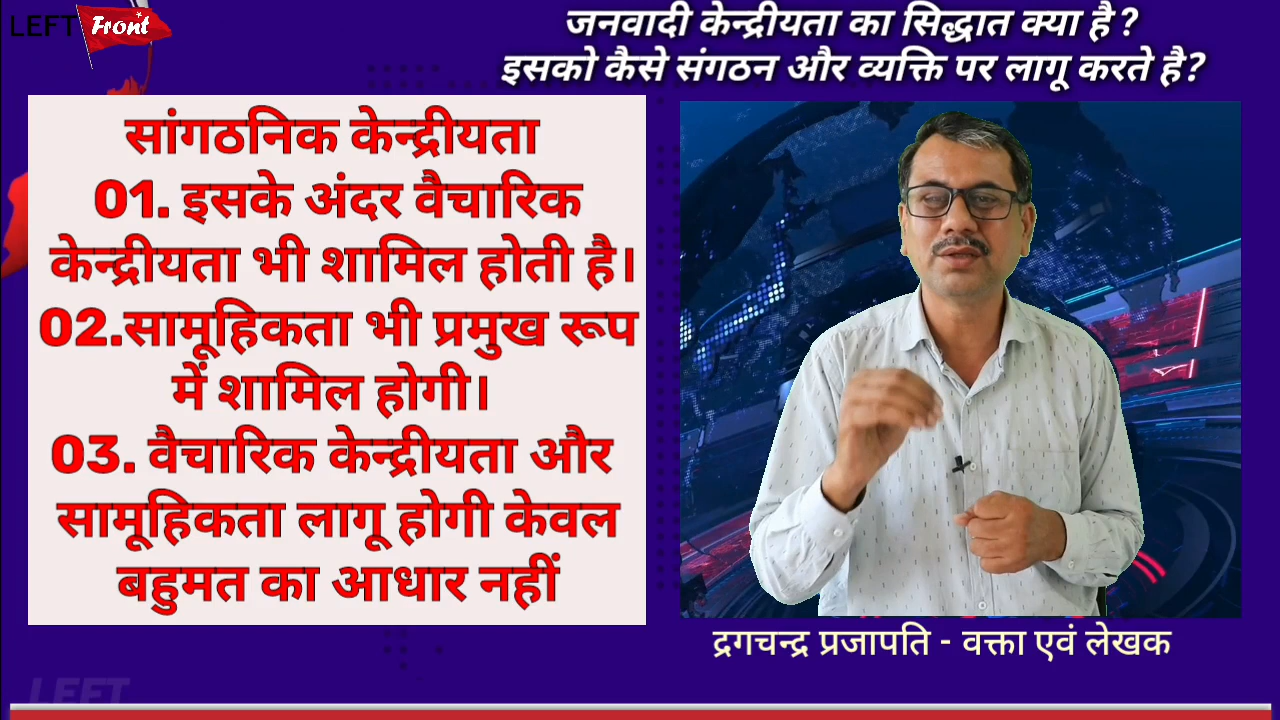 LEFT Front
जनवादी केन्द्रीयता का सिद्धात क्या है ?
इसको कैसे संगठन और व्यक्ति पर लागू करते है?
सांगठनिक केन्द्रीयता
01. इसके अंदर वैचारिक
केन्द्रीयता भी शामिल होती है।
02.सामूहिकता भी प्रमुख रूप
में शामिल होगी।
03. वैचारिक केन्द्रीयता और
सामूहिकता लागू होगी केवल
बहुमत का आधार नहीं
द्रगचन्द्र प्रजापति - वक्ता एवं लेखक
LEFT